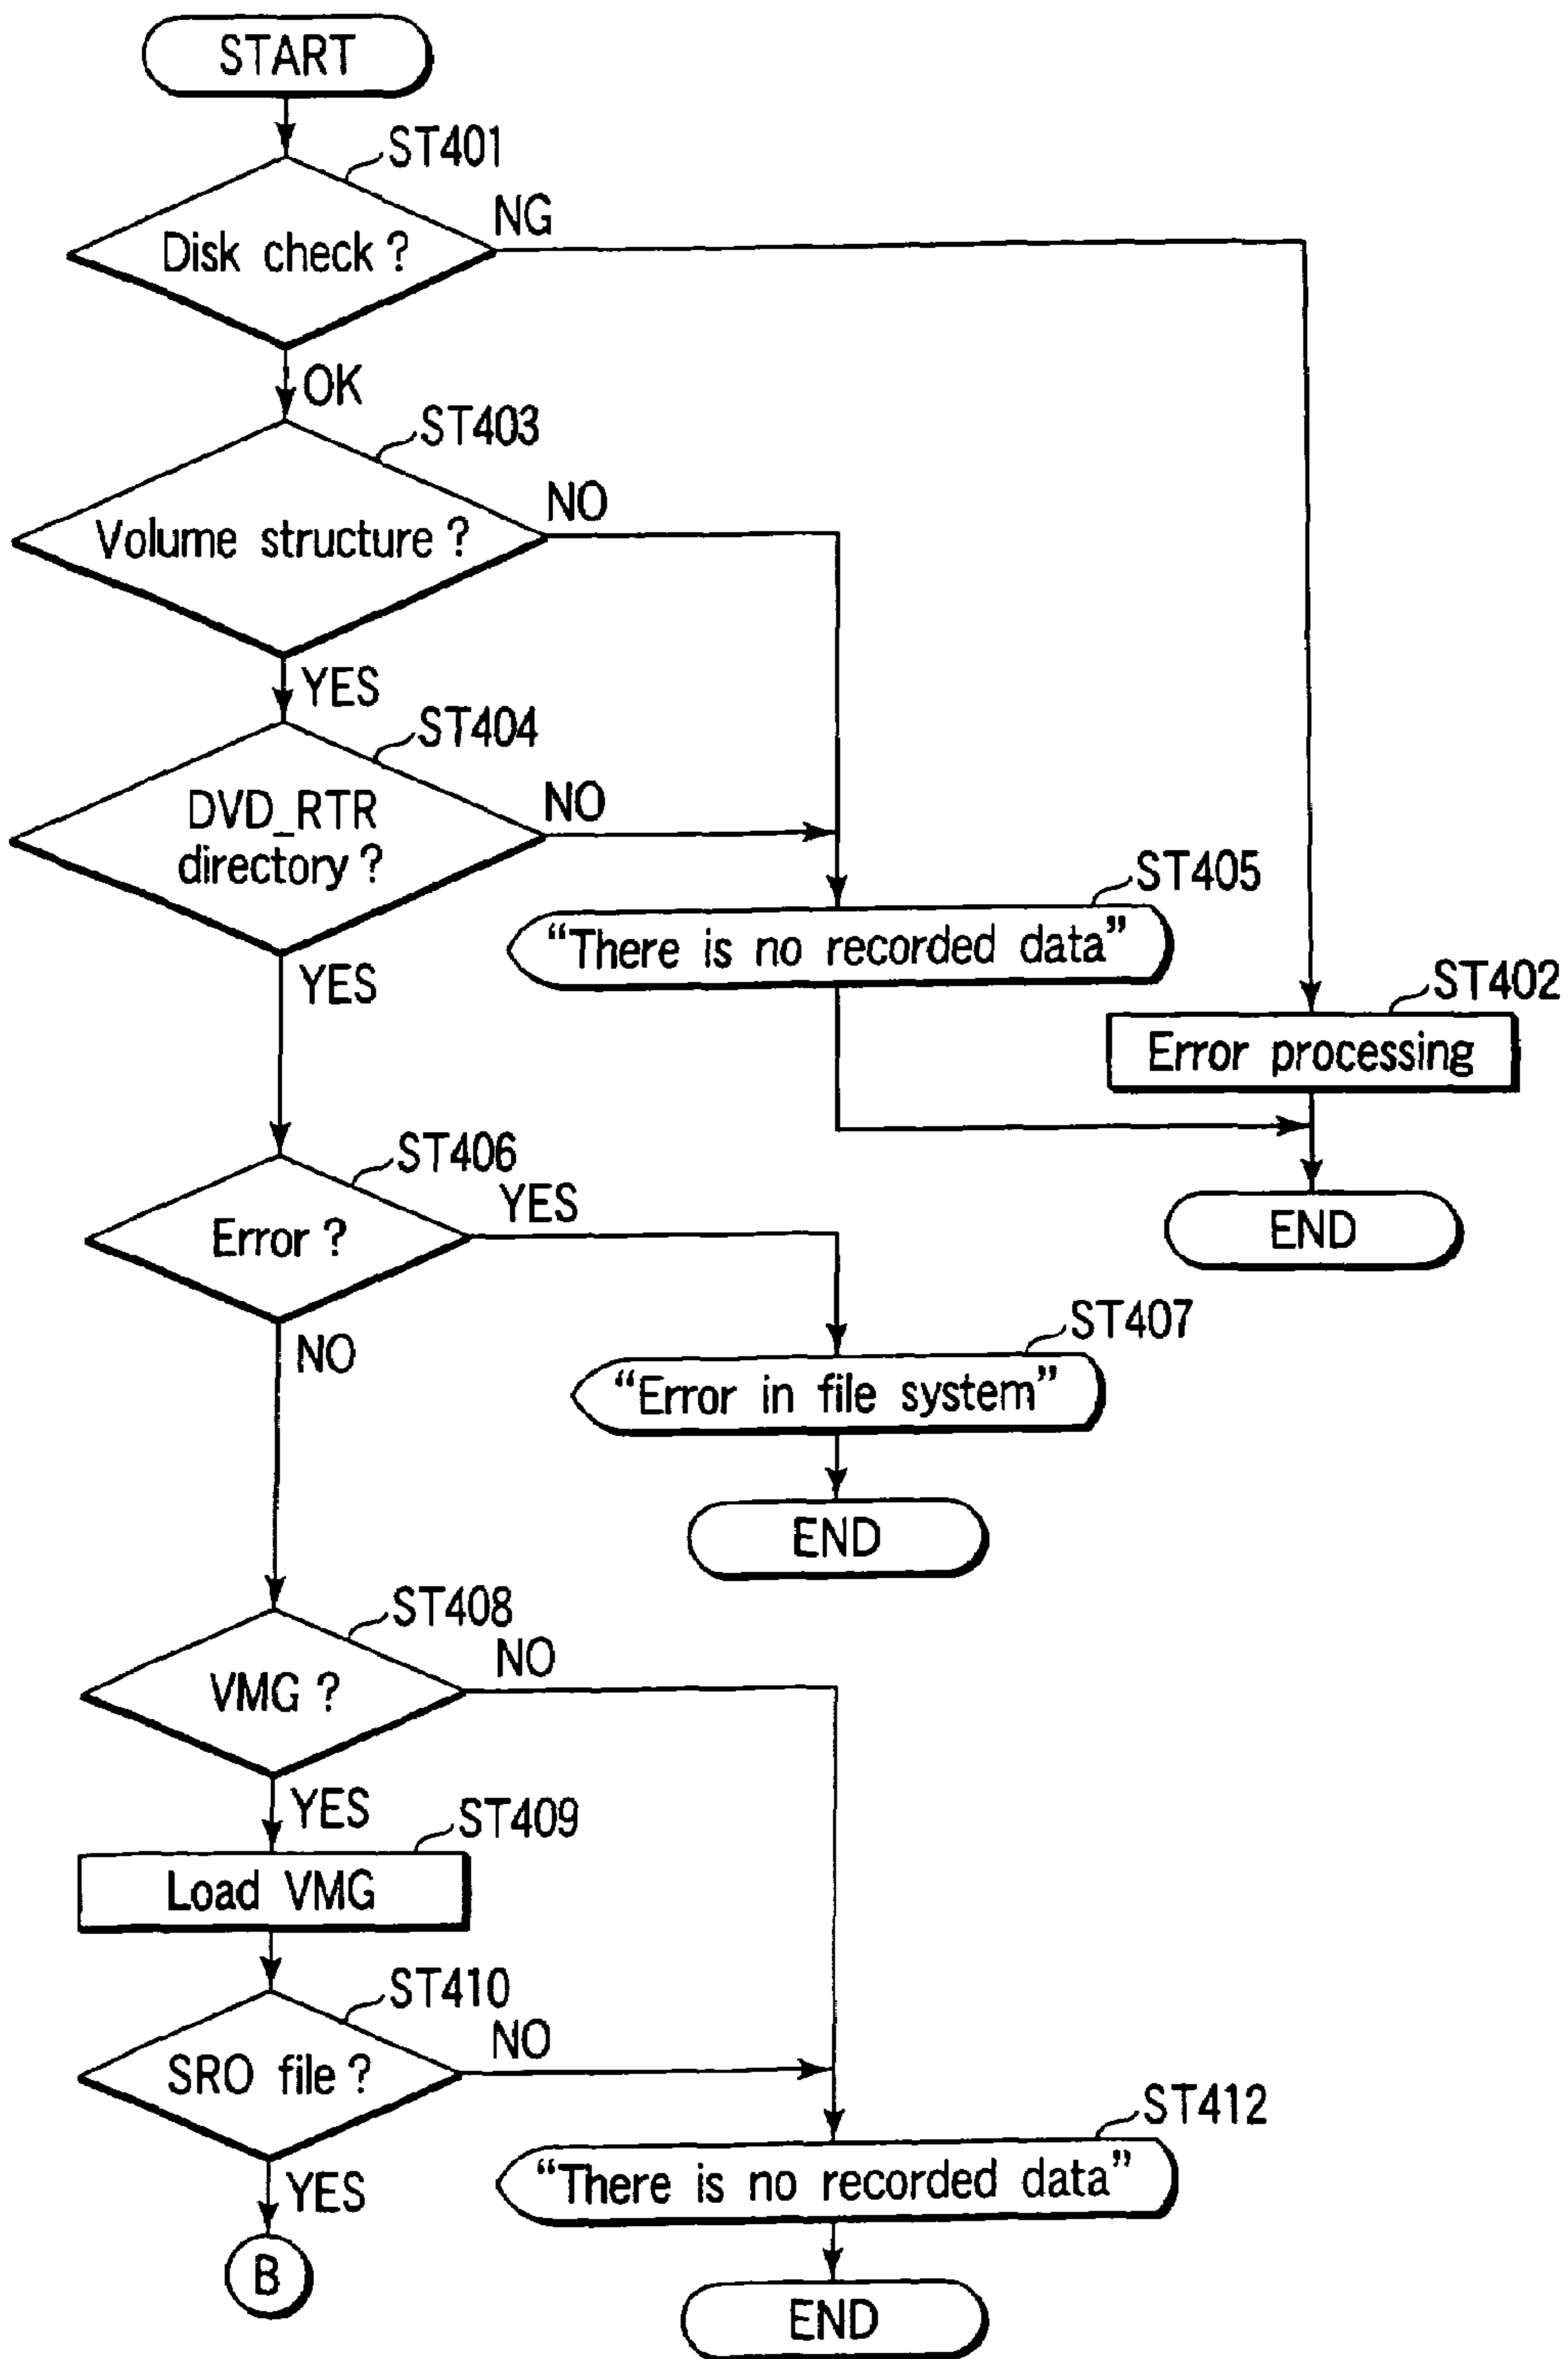 START
ST401
Disk check ?
NG
OK
ST403
Volume structure ?
NO
YES
ST404
DVD_RTR
directory ?
NO
YES
ST405
“There is no recorded data”
ST402
Error processing
END
ST406
Error ?
YES
NO
ST407
“Error in file system”
END
ST408
VMG ?
NO
YES
ST409
Load VMG
ST410
SRO file ?
NO
YES
B
ST412
“There is no recorded data”
END